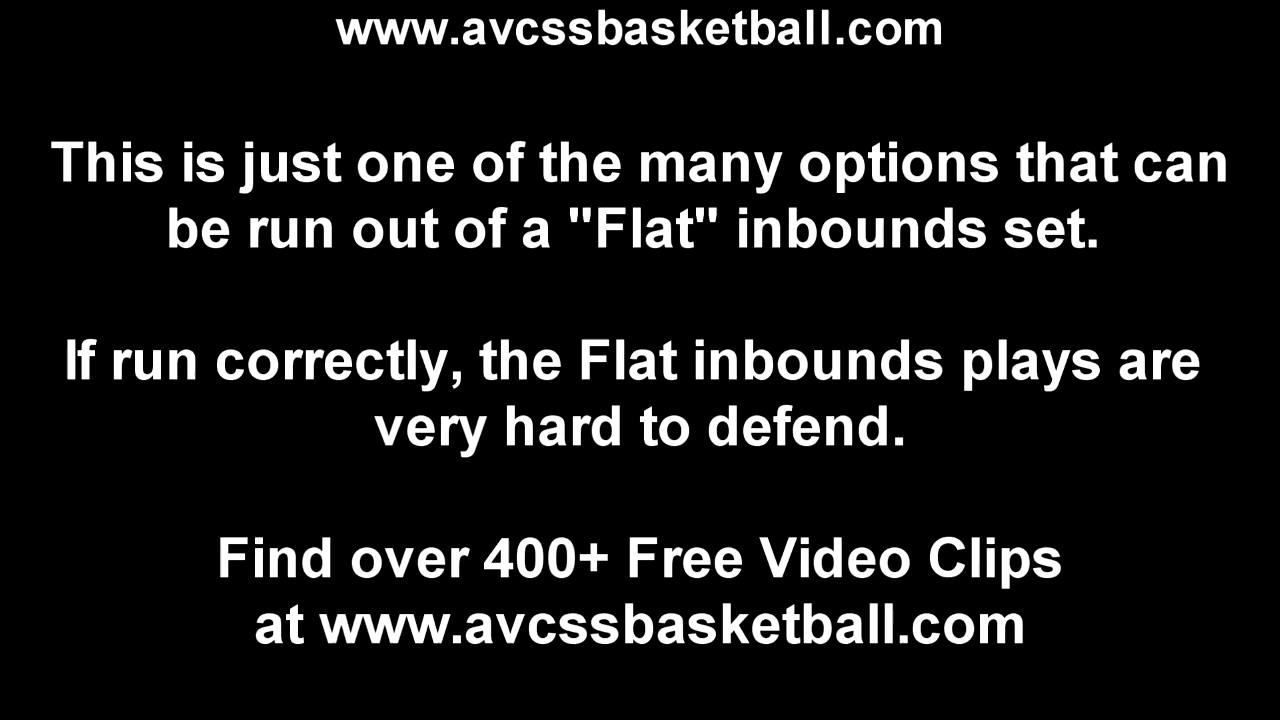 www.avcssbasketball.com
This is just one of the many options that can
be run out of a "Flat" inbounds set.
If run correctly, the Flat inbounds plays are
very hard to defend.
Find over 400+ Free Video Clips
at www.avcssbasketball.com